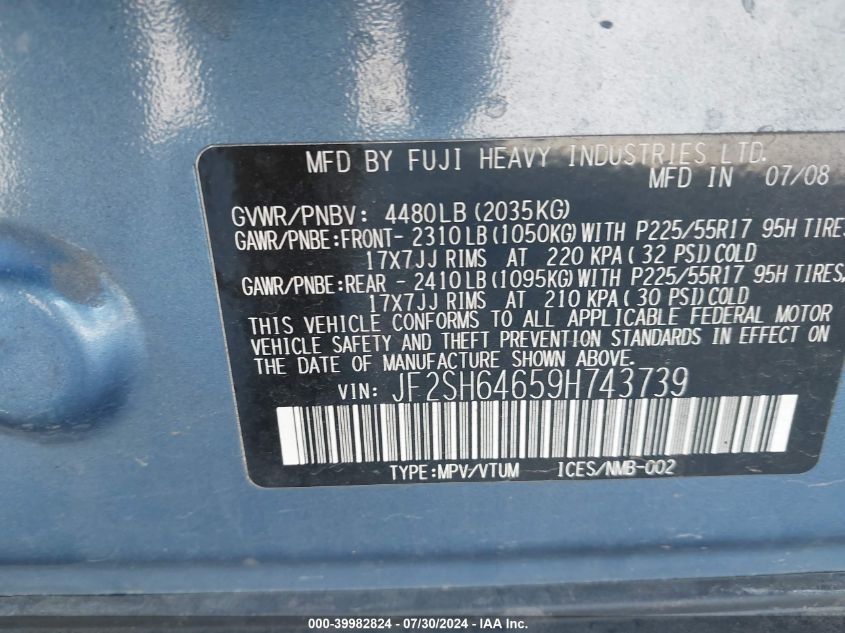 MFD BY FUJI HEAVY INDUSTRIES LTD.
MFD IN 07/08
GVWR/PNBV: 4480LB(2035KG)
GAWR/PNBE:FRONT- 2310LB(1050KG)WITH P225/55R17 95H TIRES
17X7JJ RIMS AT 220 KPA( 32 PSI)COLD
GAWR/PNBE:REAR - 2410LB(1095KG)WITH P225/55R17 95H TIRES,
17X7JJ RIMS AT 210 KPA( 30 PSI)COLD
THIS VEHICLE CONFORMS TO ALL APPLICABLE FEDERAL MOTOR
VEHICLE SAFETY AND THEFT PREVENTION STANDARDS IN EFFECT ON
THE DATE OF MANUFACTURE SHOWN ABOVE.
VIN: JF2SH64659H743739
TYPE:MPV/VTUM ICES/NMB-002
000-39982824 - 07/30/2024 - COPYRIGHT IAA, LLC.